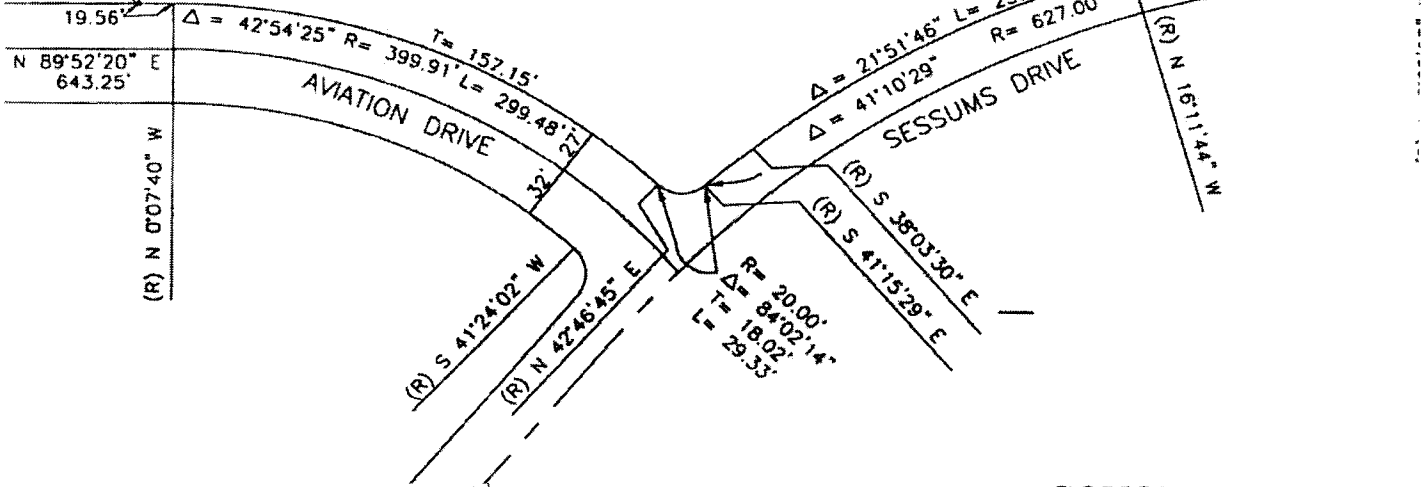 19.56'
Δ = 42°54'25" R= 399.91' L= 299.48'
T= 157.15'
N 89°52'20" E
643.25'
AVIATION DRIVE
27'
32'
(R) N 0°07'40" W
Δ = 21°51'46" L=
Δ = 41°10'29"
R= 627.00'
SESSUMS DRIVE
(R) N 16°11'44" W
(R) S 38°03'30" E
(R) S 41°15'29" E
R= 20.00'
Δ= 84°02'14"
T= 18.02'
L= 29.33'
(R) S 41°24'02" W
(R) N 42°46'45" E